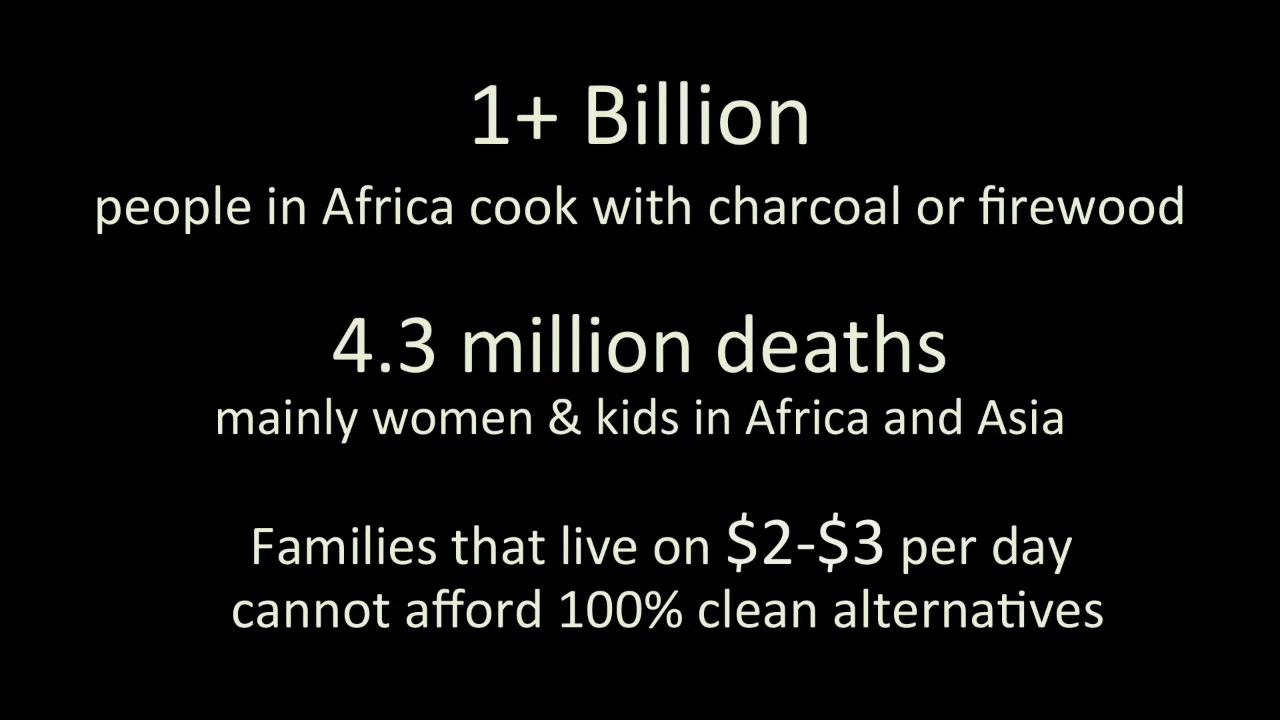 1+ Billion
people in Africa cook with charcoal or firewood
4.3 million deaths
mainly women & kids in Africa and Asia
Families that live on $2-$3 per day
cannot afford 100% clean alternatives